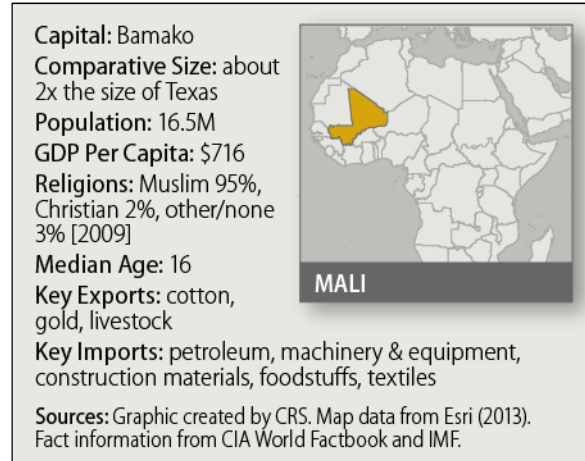 Capital: Bamako
Comparative Size: about
2x the size of Texas
Population: 16.5M
GDP Per Capita: $716
Religions: Muslim 95%,
Christian 2%, other/none
3% [2009]
Median Age: 16
Key Exports: cotton,
gold, livestock
MALI
Key Imports: petroleum, machinery & equipment,
construction materials, foodstuffs, textiles
Sources: Graphic created by CRS. Map data from Esri (2013).
Fact information from CIA World Factbook and IMF.